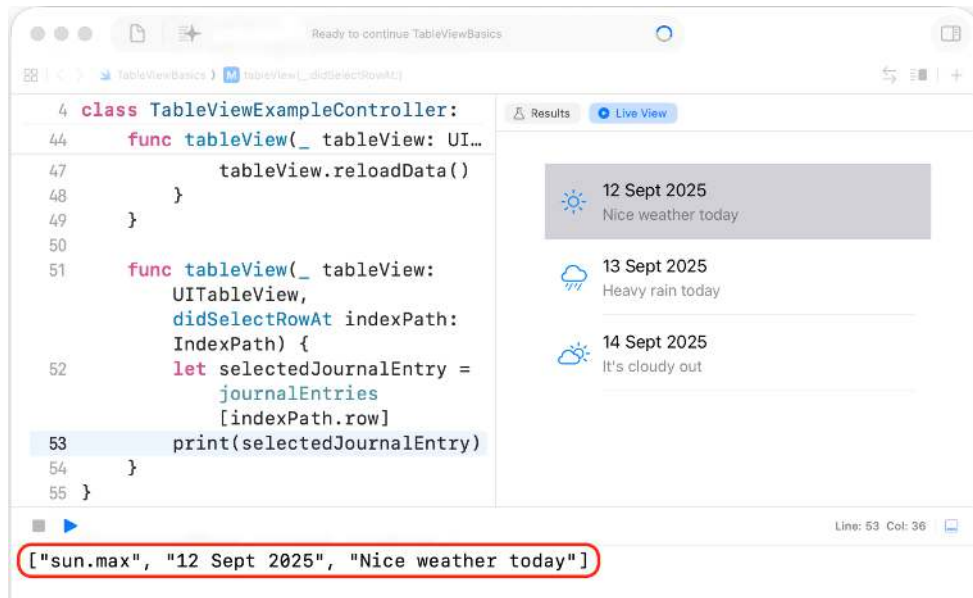 Ready to continue TableViewBasics
TableViewBasics
M tableView(_:didSelectRowAt:)
4 class TableViewExampleController:
44 func tableView(_ tableView: UI…
47 tableView.reloadData()
48 }
49 }
50
51 func tableView(_ tableView:
UITableView,
didSelectRowAt indexPath:
IndexPath) {
52 let selectedJournalEntry =
journalEntries
[indexPath.row]
53 print(selectedJournalEntry)
54 }
55 }
Results
Live View
12 Sept 2025
Nice weather today
13 Sept 2025
Heavy rain today
14 Sept 2025
It's cloudy out
Line: 53 Col: 36
["sun.max", "12 Sept 2025", "Nice weather today"]